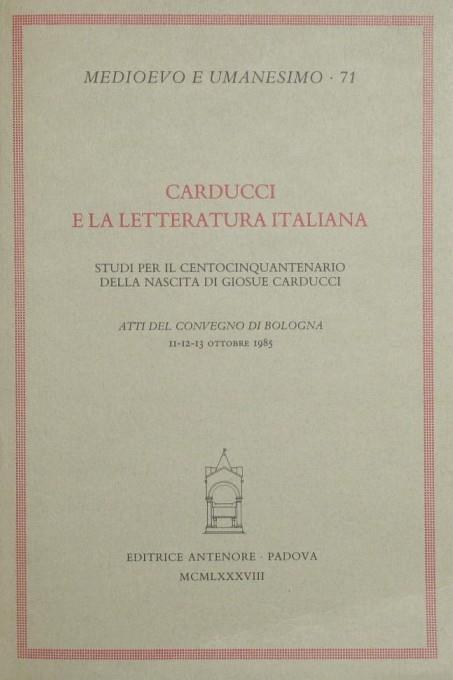 MEDIOEVO E UMANESIMO · 71
CARDUCCI
E LA LETTERATURA ITALIANA
STUDI PER IL CENTOCINQUANTENARIO
DELLA NASCITA DI GIOSUE CARDUCCI
ATTI DEL CONVEGNO DI BOLOGNA
11-12-13 OTTOBRE 1985
EDITRICE ANTENORE · PADOVA
MCMLXXXVIII